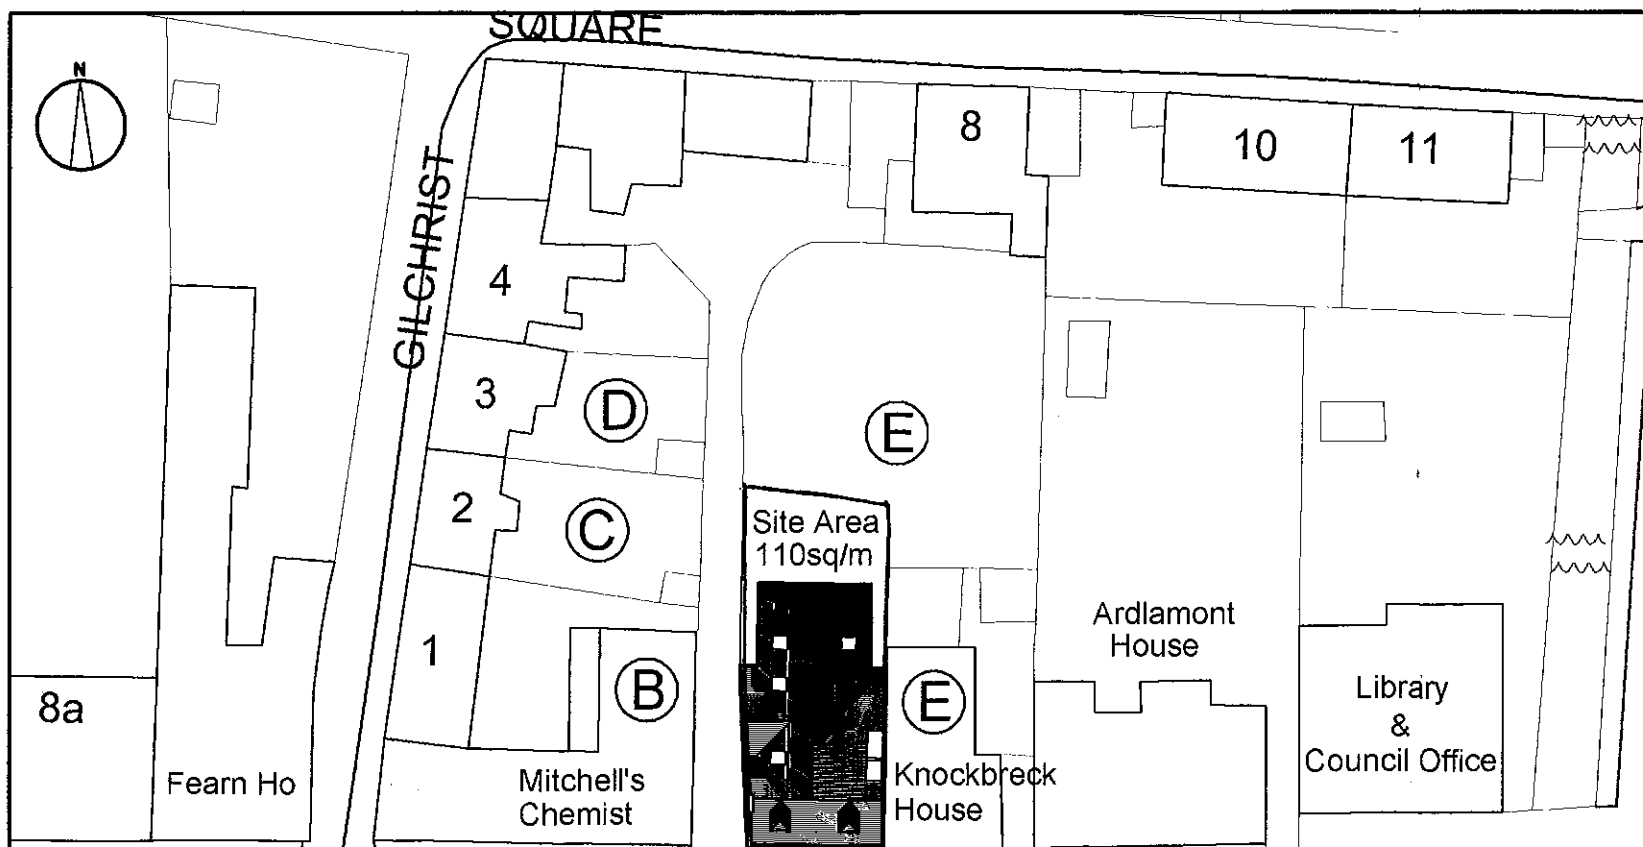 SQUARE
N
GILCHRIST
8
10
11
4
3
D
E
2
C
Site Area
110sq/m
1
B
E
Ardlamont
House
8a
Library
&
Council Office
Fearn Ho
Mitchell's
Chemist
Knockbreck
House